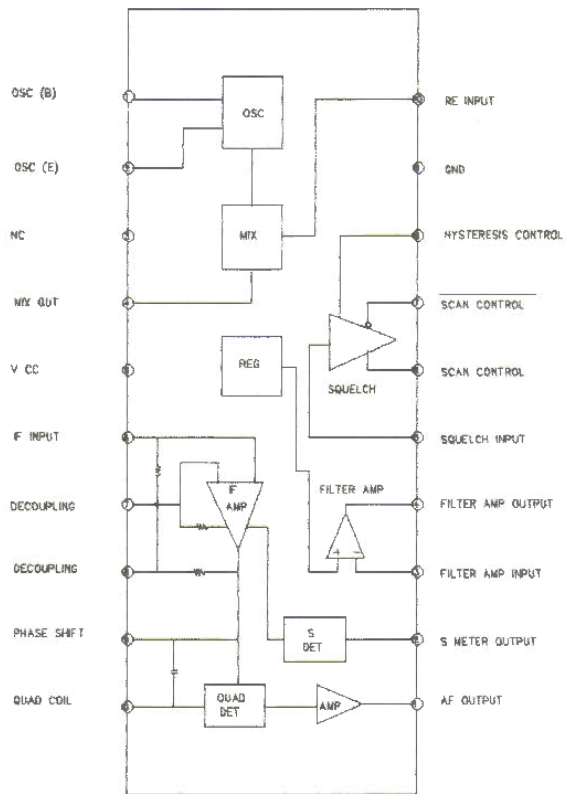 OSC (B)
OSC (E)
NC
MIX OUT
V CC
IF INPUT
DECOUPLING
DECOUPLING
PHASE SHIFT
QUAD COIL
OSC
MIX
REG
IF
AMP
SQUELCH
FILTER AMP
S
DET
QUAD
DET
AMP
RE INPUT
GND
HYSTERESIS CONTROL
SCAN CONTROL
SCAN CONTROL
SQUELCH INPUT
FILTER AMP OUTPUT
FILTER AMP INPUT
S METER OUTPUT
AF OUTPUT